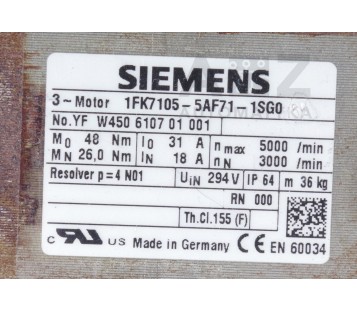 SIEMENS
3~Motor 1FK7105-5AF71-1SG0
No.YF W450 6107 01 001
M0 48 Nm I0 31 A nmax 5000 /min
MN 26,0 Nm IN 18 A nN 3000 /min
Resolver p=4 N01 UIN 294V IP 64 m 36 kg
RN 000
Th.Cl.155 (F)
c RU US Made in Germany CE EN 60034